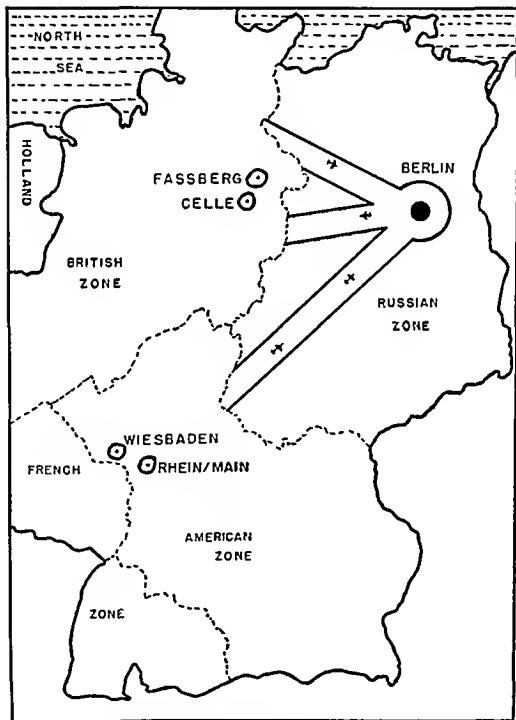 NORTH
SEA
HOLLAND
FASSBERG
CELLE
BERLIN
BRITISH
ZONE
RUSSIAN
ZONE
WIESBADEN
RHEIN/MAIN
FRENCH
AMERICAN
ZONE
ZONE